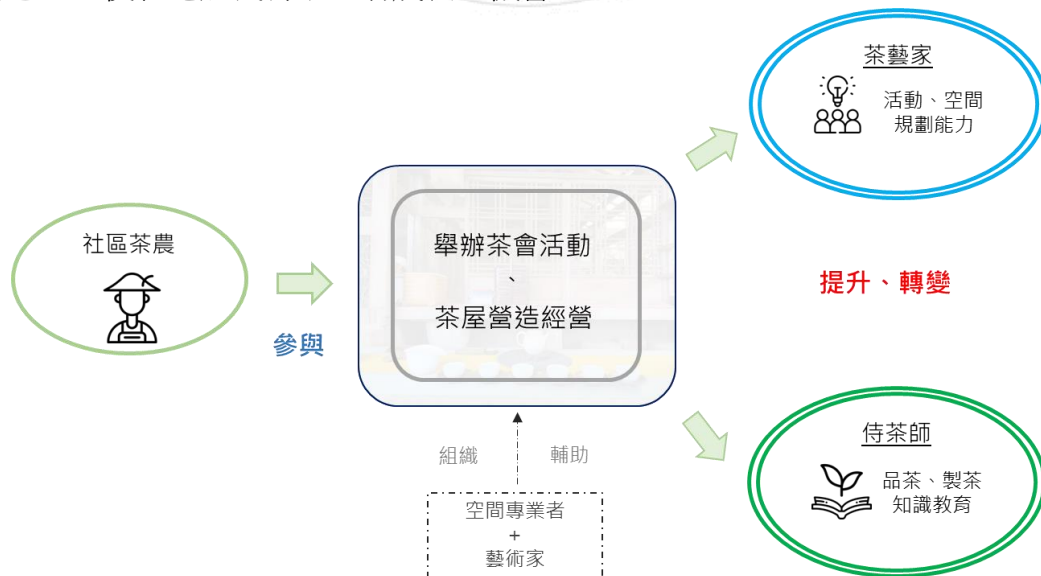 茶藝家
活動、空間
規劃能力
社區茶農
參與
舉辦茶會活動
、
茶屋營造經營
提升、轉變
組織
輔助
空間專業者
+
藝術家
侍茶師
品茶、製茶
知識教育